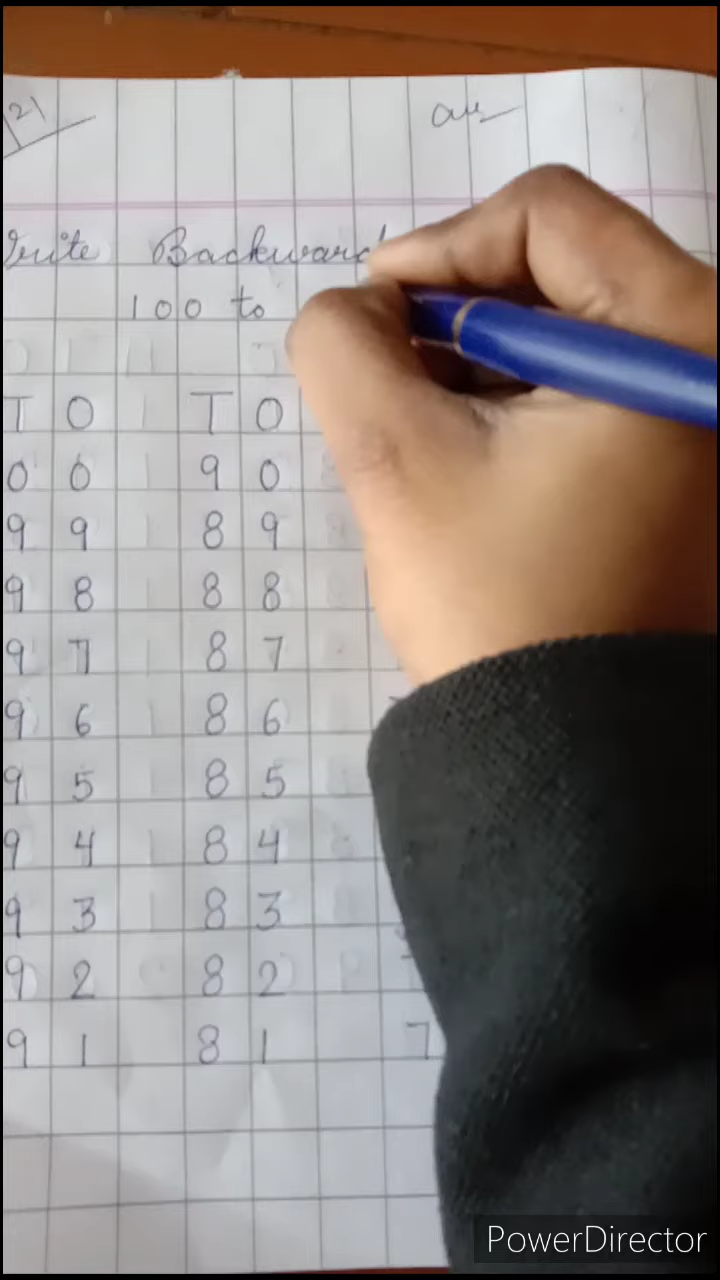 21
Write Backward
100 to
T O T O
0 0 9 0
9 9 8 9
9 8 8 8
9 7 8 7
9 6 8 6
9 5 8 5
9 4 8 4
9 3 8 3
9 2 8 2
9 1 8 1 7
PowerDirector